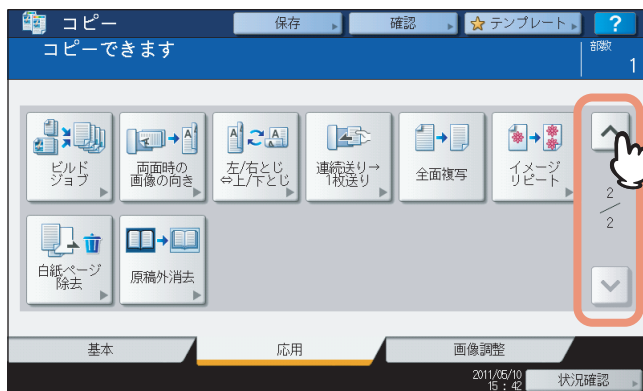 コピー
保存
確認
テンプレート
?
コピーできます
部数
1
ビルド
ジョブ
両面時の
画像の向き
左/右とじ
⇔上/下とじ
連続送り→
1枚送り
全面複写
イメージ
リピート
2
2
白紙ページ
除去
原稿外消去
基本
応用
画像調整
2011/05/10
15:42
状況確認